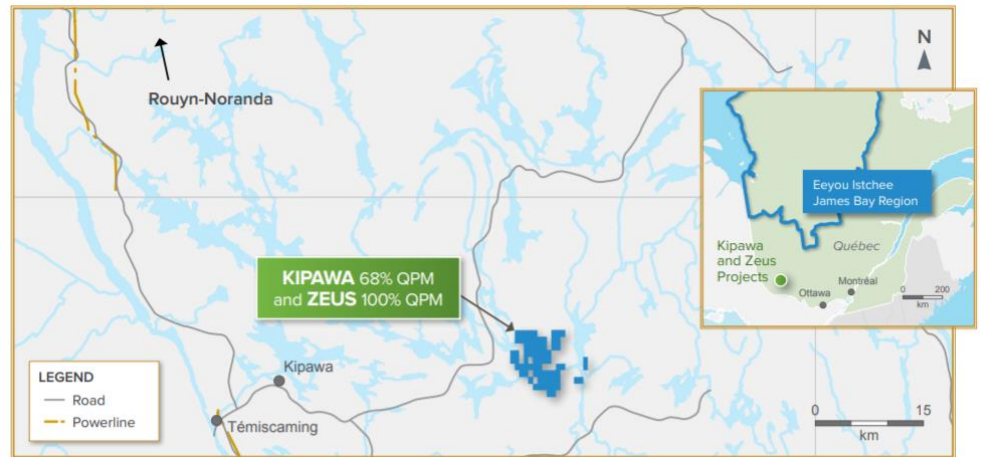 N
Rouyn-Noranda
Eeyou Istchee
James Bay Region
Québec
Kipawa
and Zeus
Projects
Montréal
Ottawa
0 200
km
KIPAWA 68% QPM
and ZEUS 100% QPM
LEGEND
Road
Powerline
Kipawa
Témiscaming
0 15
km